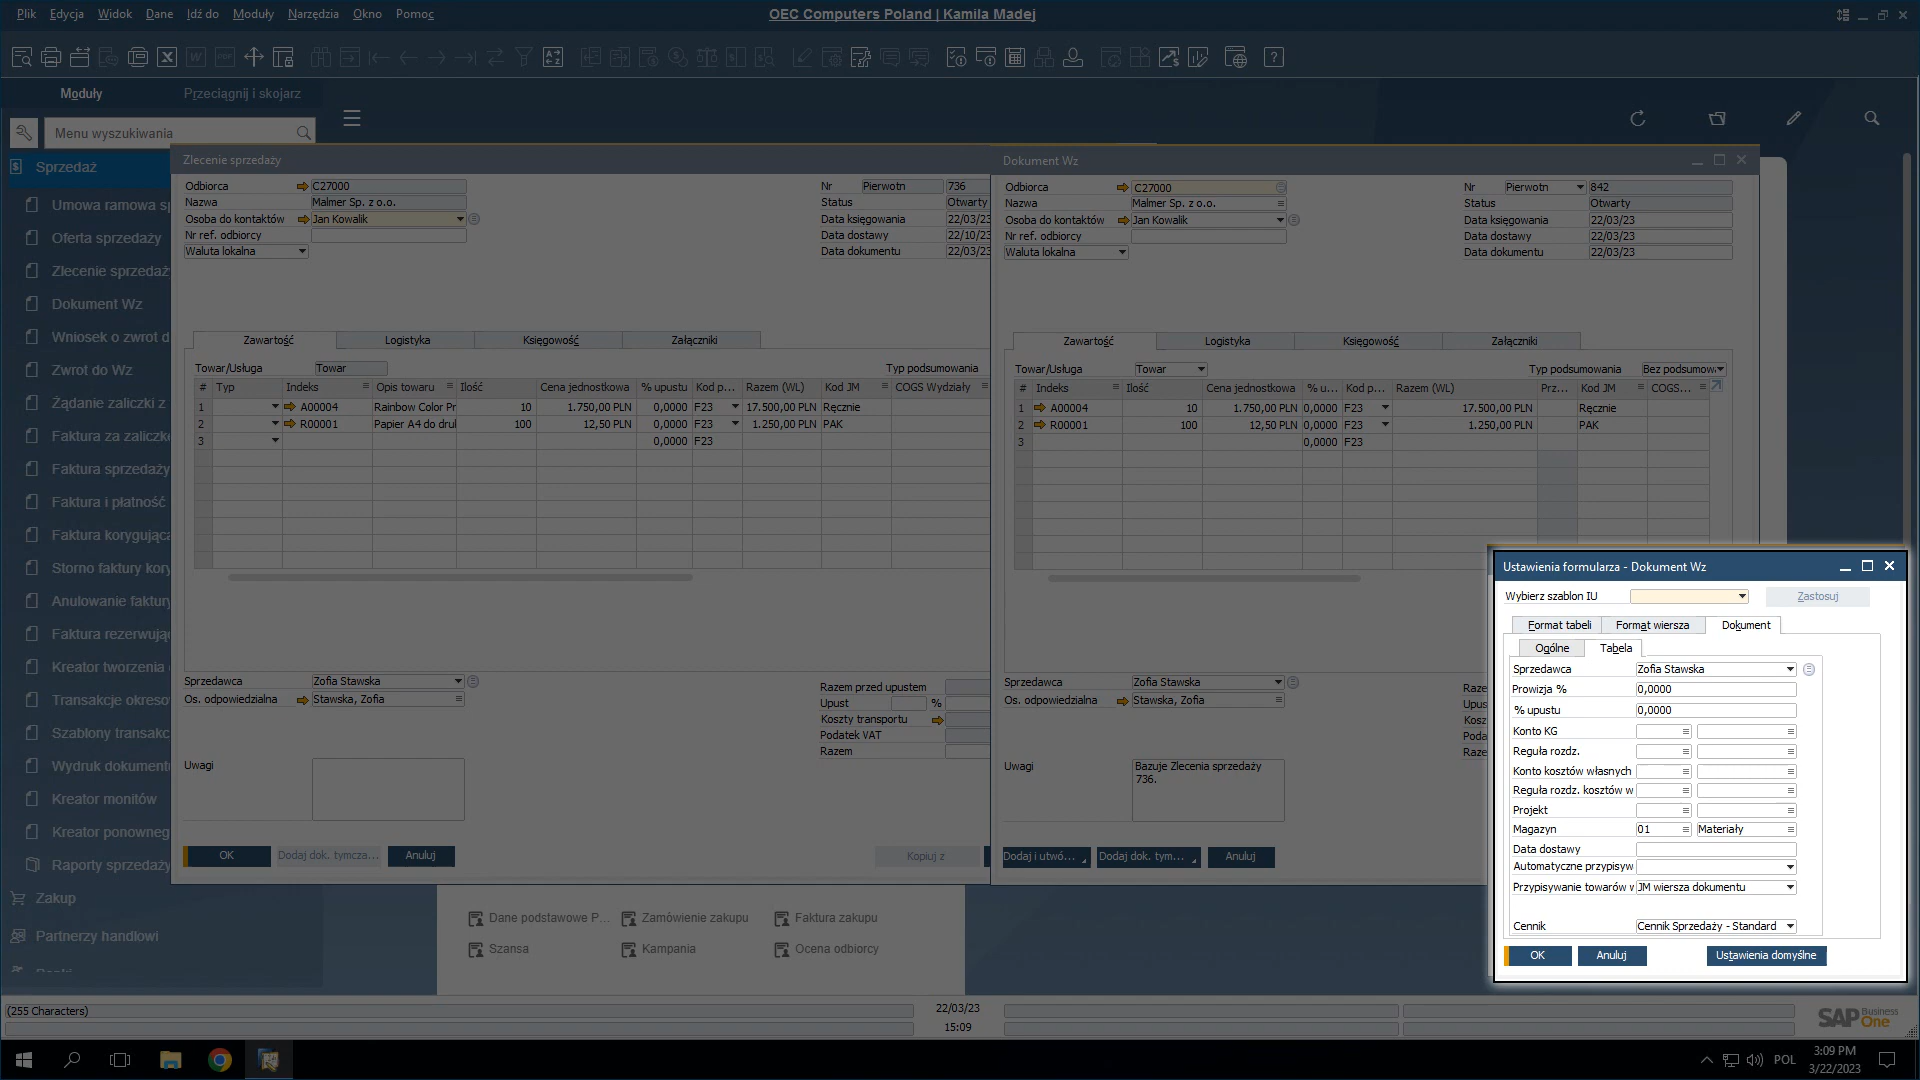 Plik Edycja Widok Dane Idź do Moduły Narzędzia Okno Pomoc
OEC Computers Poland | Kamila Madej
Moduły Przeciągnij i skojarz
Menu wyszukiwania
Sprzedaż
Umowa ramowa sp
Oferta sprzedaży
Zlecenie sprzedaż
Dokument Wz
Wniosek o zwrot d
Zwrot do Wz
Żądanie zaliczki z
Faktura za zaliczkę
Faktura sprzedaży
Faktura i płatność
Faktura korygująca
Storno faktury kory
Anulowanie faktury
Faktura rezerwując
Kreator tworzenia
Transakcje okreso
Szablony transakc
Wydruk dokumentu
Kreator monitów
Kreator ponowneg
Raporty sprzedaży
Zakup
Partnerzy handlowi
Zlecenie sprzedaży
Odbiorca C27000
Nazwa Malmer Sp. z o.o.
Osoba do kontaktów Jan Kowalik
Nr ref. odbiorcy
Waluta lokalna
Nr Pierwotn 736
Status Otwarty
Data księgowania 22/03/23
Data dostawy 22/10/23
Data dokumentu 22/03/23
Zawartość Logistyka Księgowość Załączniki
Towar/Usługa Towar Typ podsumowania
# Typ Indeks Opis towaru Ilość Cena jednostkowa % upustu Kod p... Razem (WL) Kod JM COGS Wydziały
1 A00004 Rainbow Color Pr 10 1.750,00 PLN 0,0000 F23 17.500,00 PLN Ręcznie
2 R00001 Papier A4 do druk 100 12,50 PLN 0,0000 F23 1.250,00 PLN PAK
3 0,0000 F23
Sprzedawca Zofia Stawska
Os. odpowiedzialna Stawska, Zofia
Razem przed upustem
Upust %
Koszty transportu
Podatek VAT
Razem
Uwagi
OK Dodaj dok. tymcza... Anuluj Kopiuj z
Dokument Wz
Odbiorca C27000
Nazwa Malmer Sp. z o.o.
Osoba do kontaktów Jan Kowalik
Nr ref. odbiorcy
Waluta lokalna
Nr Pierwotn 842
Status Otwarty
Data księgowania 22/03/23
Data dostawy 22/03/23
Data dokumentu 22/03/23
Zawartość Logistyka Księgowość Załączniki
Towar/Usługa Towar Typ podsumowania Bez podsumow
# Indeks Ilość Cena jednostkowa % u... Kod p... Razem (WL) Prz... Kod JM COGS...
1 A00004 10 1.750,00 PLN 0,0000 F23 17.500,00 PLN Ręcznie
2 R00001 100 12,50 PLN 0,0000 F23 1.250,00 PLN PAK
3 0,0000 F23
Sprzedawca Zofia Stawska
Os. odpowiedzialna Stawska, Zofia
Raze
Upus
Kosz
Poda
Raze
Uwagi
Bazuje Zlecenia sprzedaży
736.
Dodaj i utwó... Dodaj dok. tym... Anuluj
Ustawienia formularza - Dokument Wz
Wybierz szablon IU Zastosuj
Format tabeli Format wiersza Dokument
Ogólne Tabela
Sprzedawca Zofia Stawska
Prowizja % 0,0000
% upustu 0,0000
Konto KG
Reguła rozdz.
Konto kosztów własnych
Reguła rozdz. kosztów w
Projekt
Magazyn 01 Materiały
Data dostawy
Automatyczne przypisyw
Przypisywanie towarów w JM wiersza dokumentu
Cennik Cennik Sprzedaży - Standard
OK Anuluj Ustawienia domyślne
Dane podstawowe P... Zamówienie zakupu Faktura zakupu
Szansa Kampania Ocena odbiorcy
(255 Characters) 22/03/23
15:09
SAP Business One
POL 3:09 PM
3/22/2023